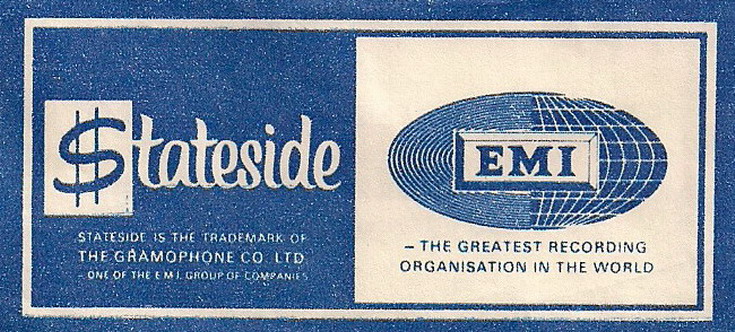 $tateside
STATESIDE IS THE TRADEMARK OF
THE GRAMOPHONE CO. LTD
- ONE OF THE E.M.I. GROUP OF COMPANIES
EMI
– THE GREATEST RECORDING
ORGANISATION IN THE WORLD